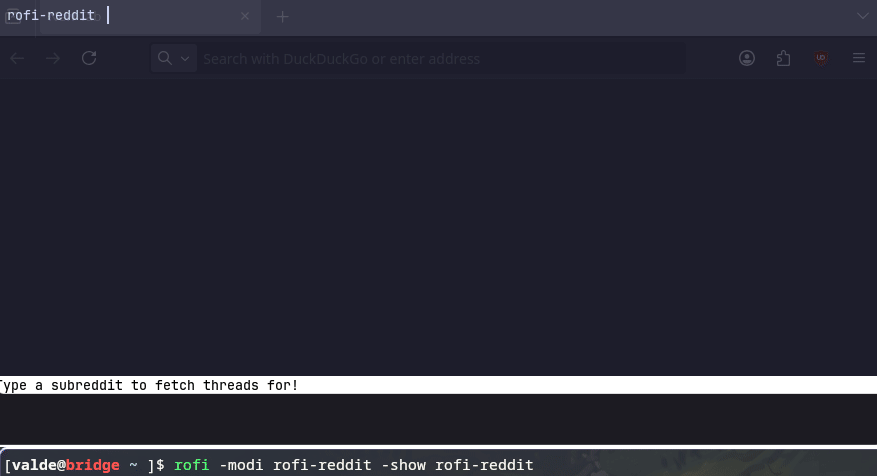 rofi-reddit
Search with DuckDuckGo or enter address
Type a subreddit to fetch threads for!
[valde@bridge ~ ]$ rofi -modi rofi-reddit -show rofi-reddit